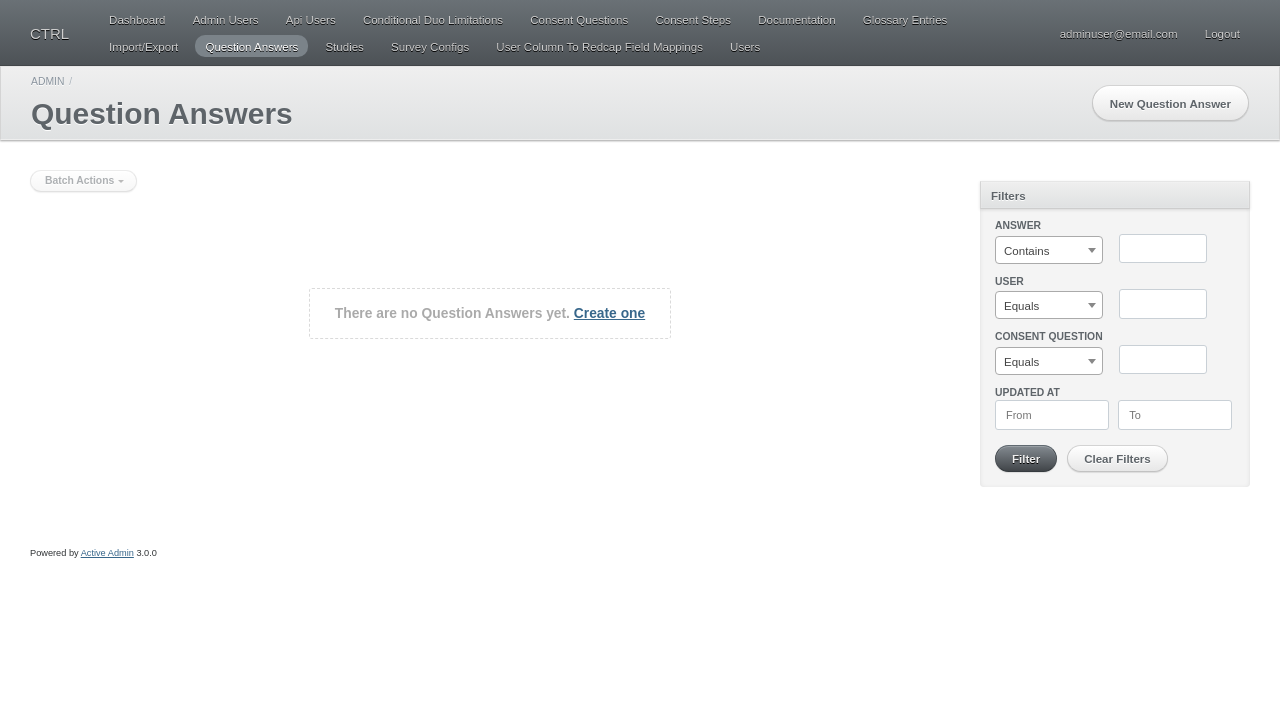 CTRL
Dashboard Admin Users Api Users Conditional Duo Limitations Consent Questions Consent Steps Documentation Glossary Entries
Import/Export Question Answers Studies Survey Configs User Column To Redcap Field Mappings Users
adminuser@email.com Logout
ADMIN /
Question Answers
New Question Answer
Batch Actions
There are no Question Answers yet. Create one
Filters
ANSWER
Contains
USER
Equals
CONSENT QUESTION
Equals
UPDATED AT
From To
Filter Clear Filters
Powered by Active Admin 3.0.0